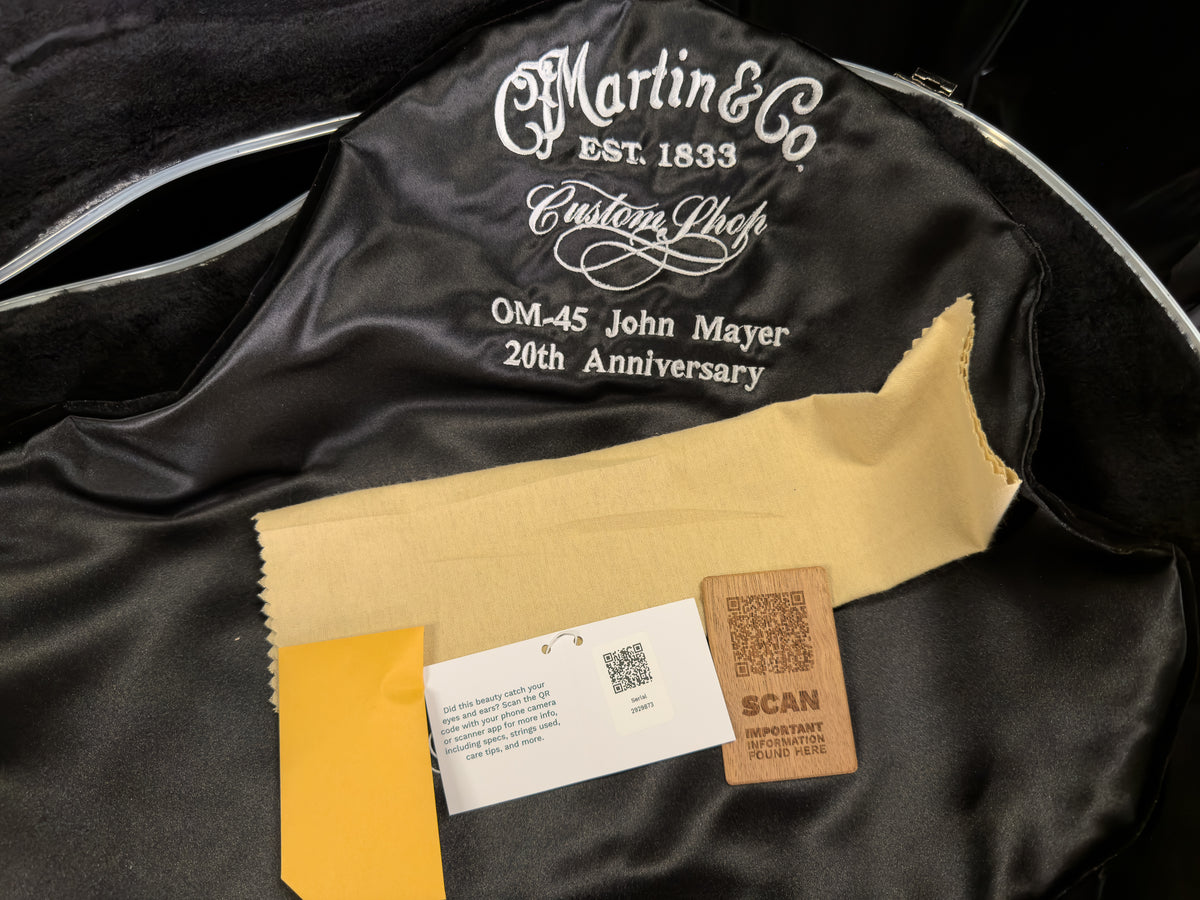 CF Martin & Co.
EST. 1833
Custom Shop
OM-45 John Mayer
20th Anniversary
Did this beauty catch your
eyes and ears? Scan the QR
code with your phone camera
or scanner app for more info,
including specs, strings used,
care tips, and more.
Serial
2929873
SCAN
IMPORTANT
INFORMATION
FOUND HERE